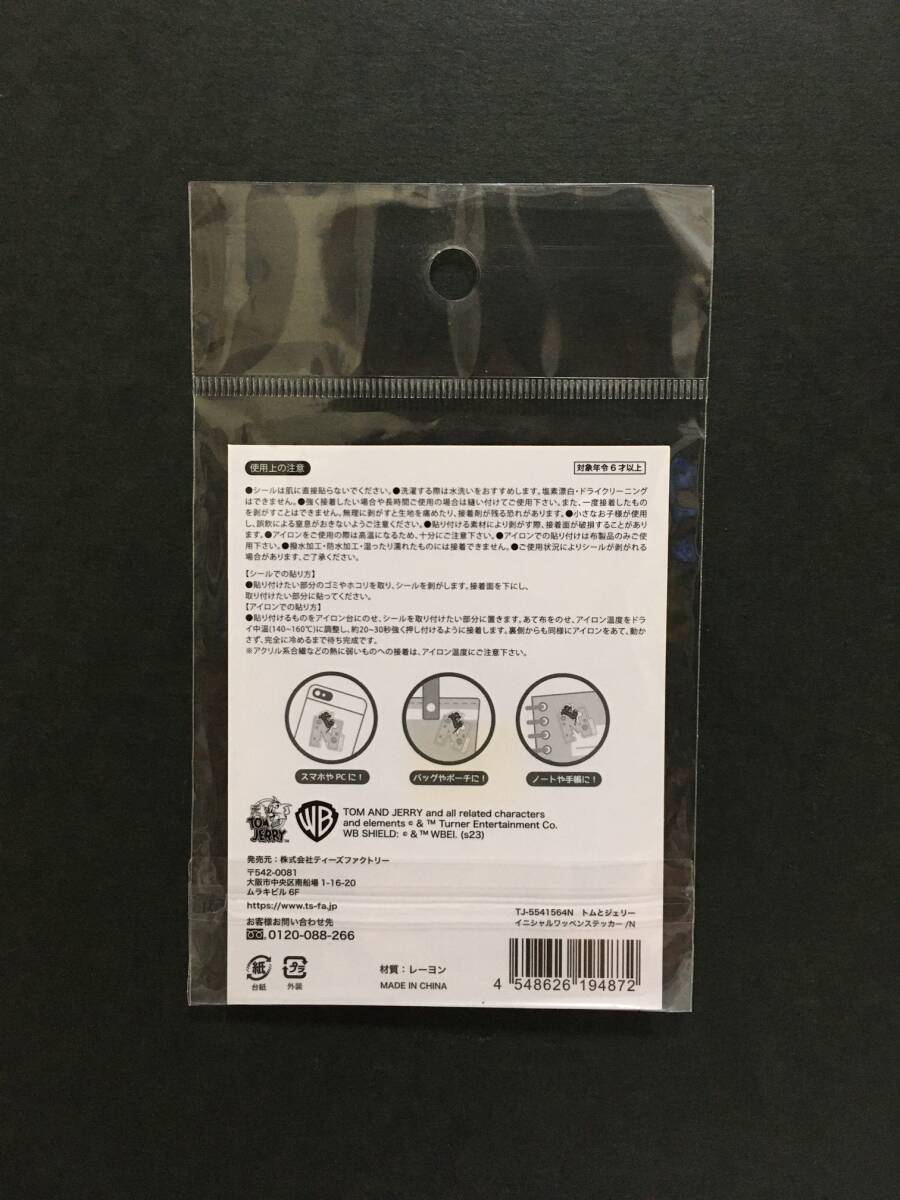 使用上の注意
対象年令6才以上
●シールは肌に直接貼らないでください。●洗濯する際は水洗いをおすすめします。塩素漂白・ドライクリーニング
はできません。●強く接着したい場合や長時間ご使用の場合は縫い付けてご使用下さい。また、一度接着したもの
を剥がすことはできません。無理に剥がすと生地を痛めたり、接着剤が残る恐れがあります。●小さなお子様が使用
し、誤飲による窒息がおきないようご注意ください。●貼り付ける素材により剥がす際、接着面が破損することがあり
ます。●アイロンをご使用の際は高温になるため、十分にご注意下さい。●アイロンでの貼り付けは布製品のみご使
用下さい。●撥水加工・防水加工・湿ったり濡れたものには接着できません。●ご使用状況によりシールが剥がれる
場合があります、ご了承ください。
【シールでの貼り方】
●貼り付けたい部分のゴミやホコリを取り、シールを剥がします。接着面を下にし、
取り付けたい部分に貼ってください。
【アイロンでの貼り方】
●貼り付けるものをアイロン台にのせ、シールを取り付けたい部分に置きます。あて布をのせ、アイロン温度をドラ
イ中温(140~160℃)に調整し、約20~30秒強く押し付けるように接着します。裏側からも同様にアイロンをあて、動か
さず、完全に冷めるまで待ち完成です。
※アクリル系合繊などの熱に弱いものへの接着は、アイロン温度にご注意下さい。
スマホやPCに!
バッグやポーチに!
ノートや手帳に!
TOM
JERRY
WB
TOM AND JERRY and all related characters
and elements © & ™ Turner Entertainment Co.
WB SHIELD: © & ™ WBEI. (s23)
発売元:株式会社ティーズファクトリー
〒542-0081
大阪市中央区南船場 1-16-20
ムラキビル 6F
https://www.ts-fa.jp
お客様お問い合わせ先
0120-088-266
TJ-5541564N トムとジェリー
イニシャルワッペンステッカー/N
紙
台紙
プラ
外装
材質:レーヨン
MADE IN CHINA
4 548626 194872